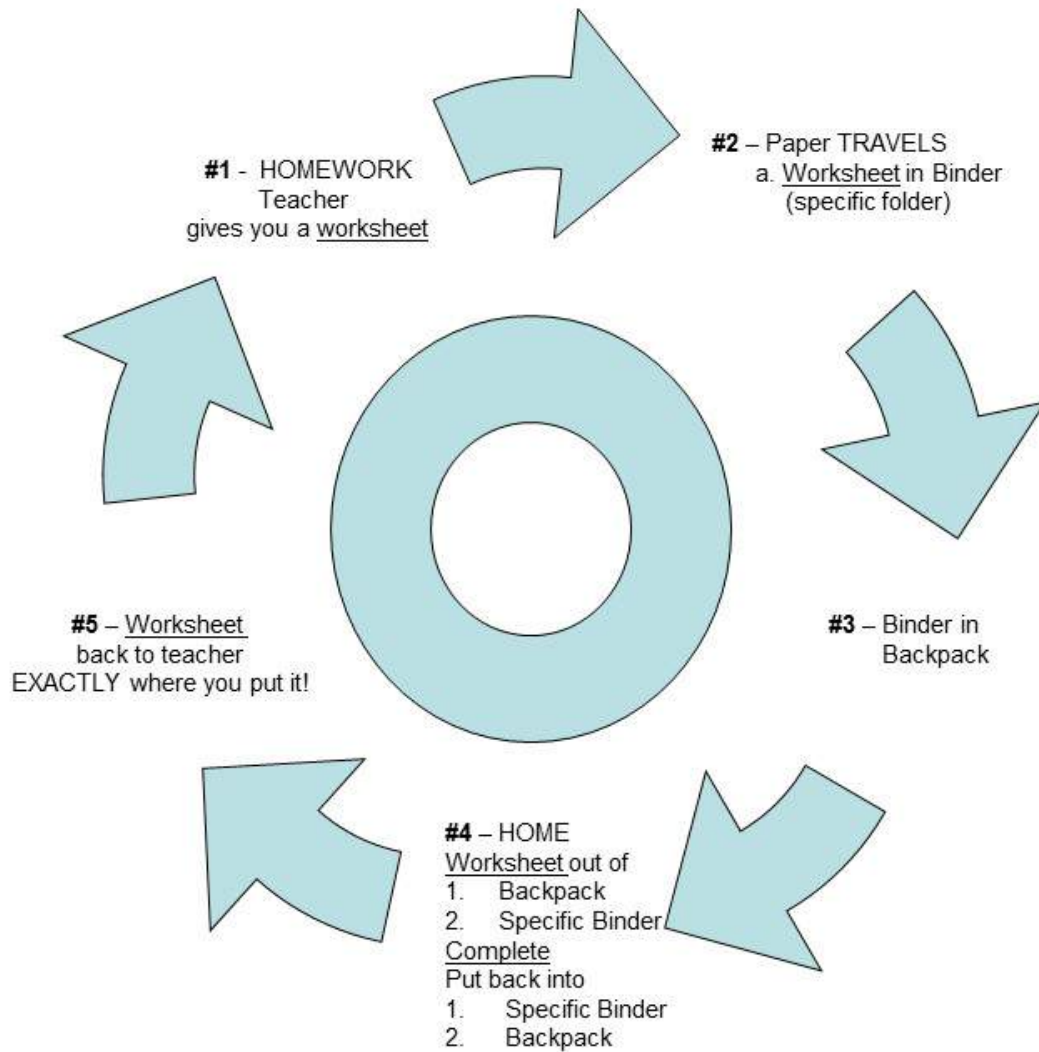 #1 - HOMEWORK
Teacher
gives you a worksheet
#2 – Paper TRAVELS
a. Worksheet in Binder
(specific folder)
#3 – Binder in
Backpack
#4 – HOME
Worksheet out of
1. Backpack
2. Specific Binder
Complete
Put back into
1. Specific Binder
2. Backpack
#5 – Worksheet
back to teacher
EXACTLY where you put it!